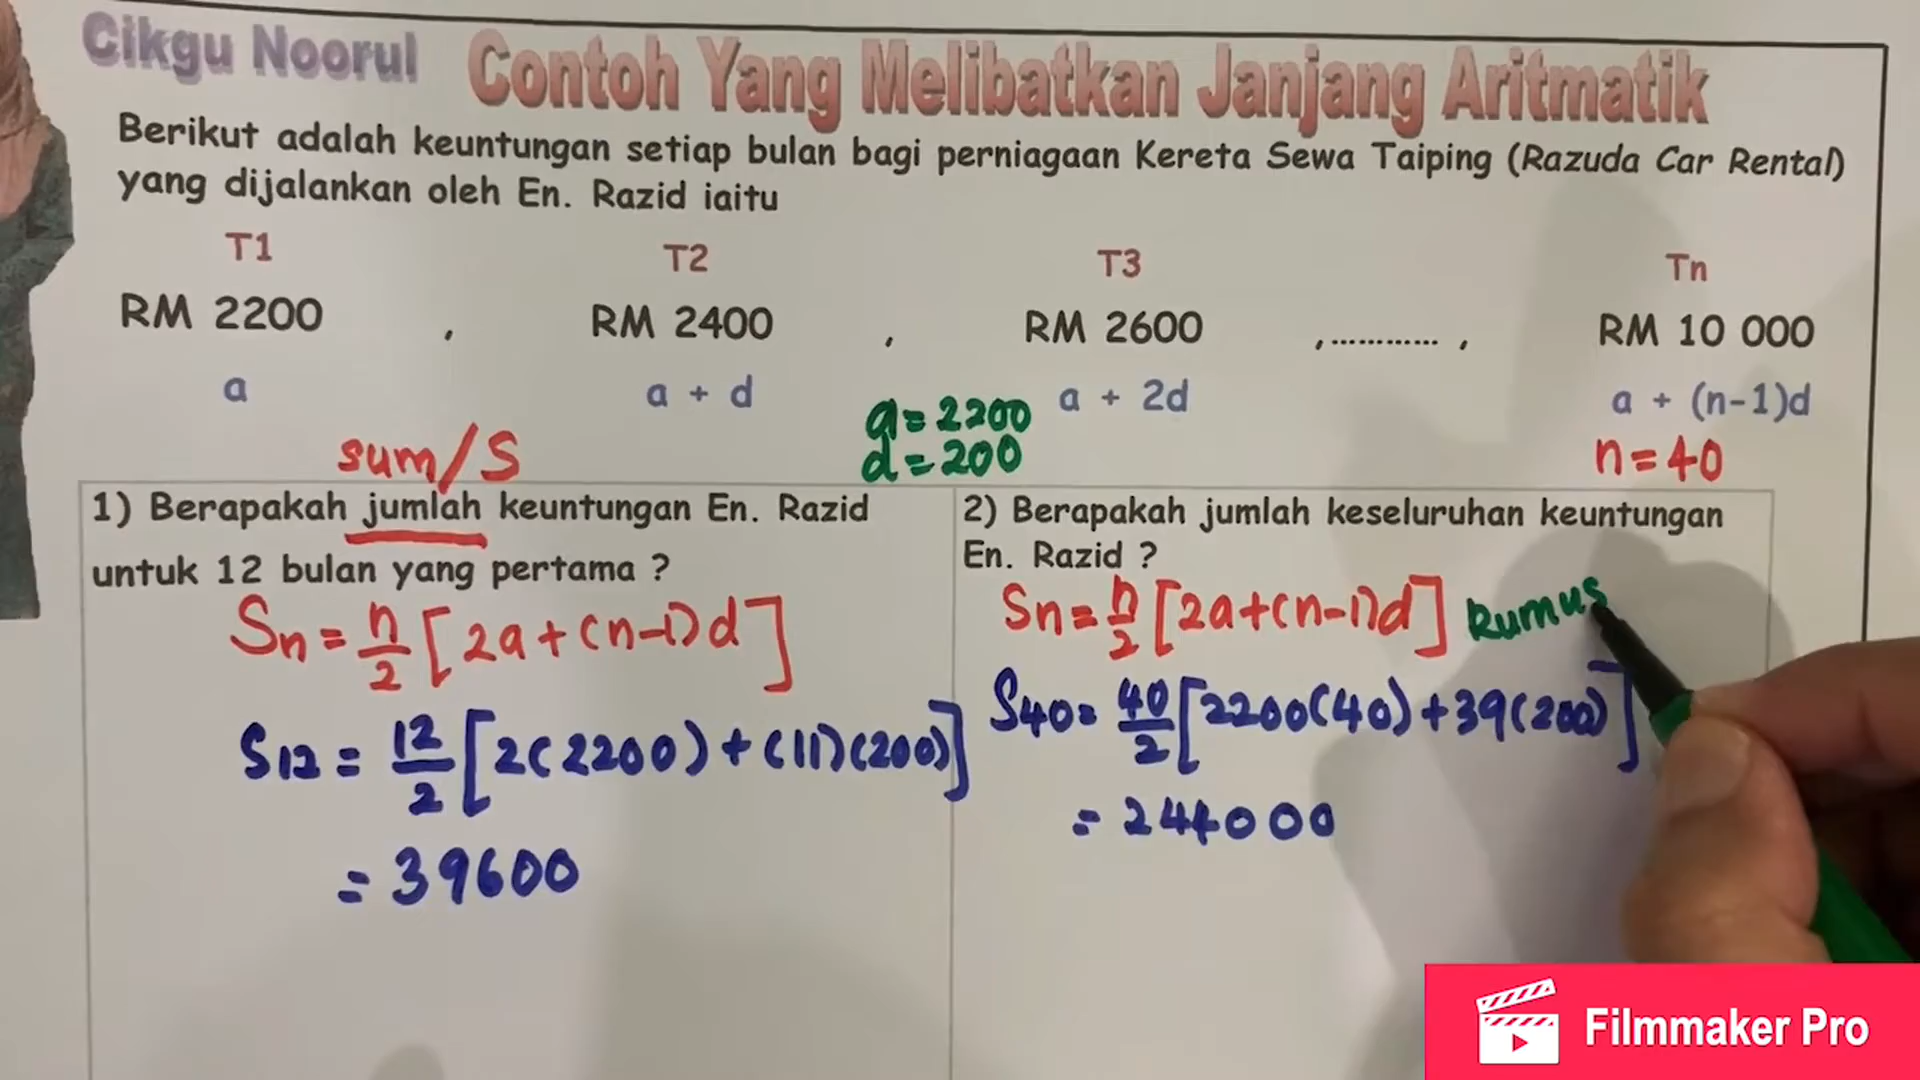 Cikgu Noorul Contoh Yang Melibatkan Janjang Aritmatik
Berikut adalah keuntungan setiap bulan bagi perniagaan Kereta Sewa Taiping (Razuda Car Rental)
yang dijalankan oleh En. Razid iaitu
T1 T2 T3 Tn
RM 2200 , RM 2400 , RM 2600 ,............. , RM 10 000
a a + d a + 2d a + (n-1)d
a = 2200
d = 200
n = 40
sum/S
1) Berapakah jumlah keuntungan En. Razid
untuk 12 bulan yang pertama ?
Sn = n/2 [2a + (n-1)d]
S12 = 12/2 [2(2200) + (11)(200)]
= 39600
2) Berapakah jumlah keseluruhan keuntungan
En. Razid ?
Sn = n/2 [2a + (n-1)d] Rumus
S40 = 40/2 [2200(40) + 39(200)]
= 244000
Filmmaker Pro